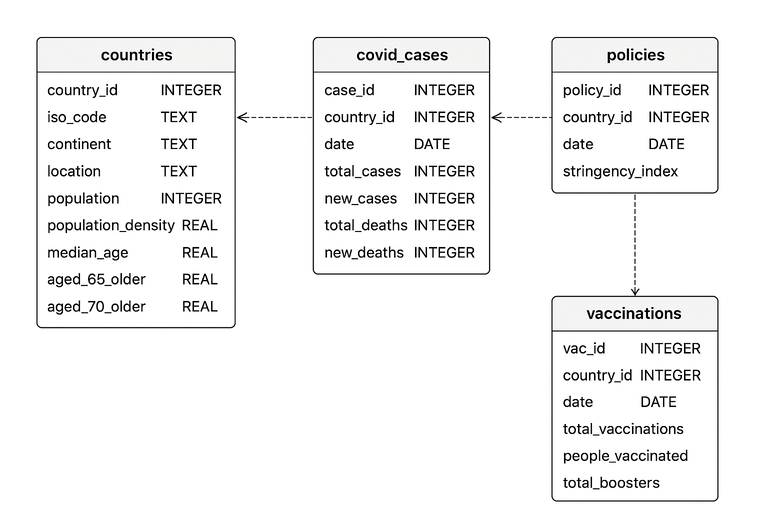 countries
country_id INTEGER
iso_code TEXT
continent TEXT
location TEXT
population INTEGER
population_density REAL
median_age REAL
aged_65_older REAL
aged_70_older REAL
covid_cases
case_id INTEGER
country_id INTEGER
date DATE
total_cases INTEGER
new_cases INTEGER
total_deaths INTEGER
new_deaths INTEGER
policies
policy_id INTEGER
country_id INTEGER
date DATE
stringency_index
vaccinations
vac_id INTEGER
country_id INTEGER
date DATE
total_vaccinations
people_vaccinated
total_boosters